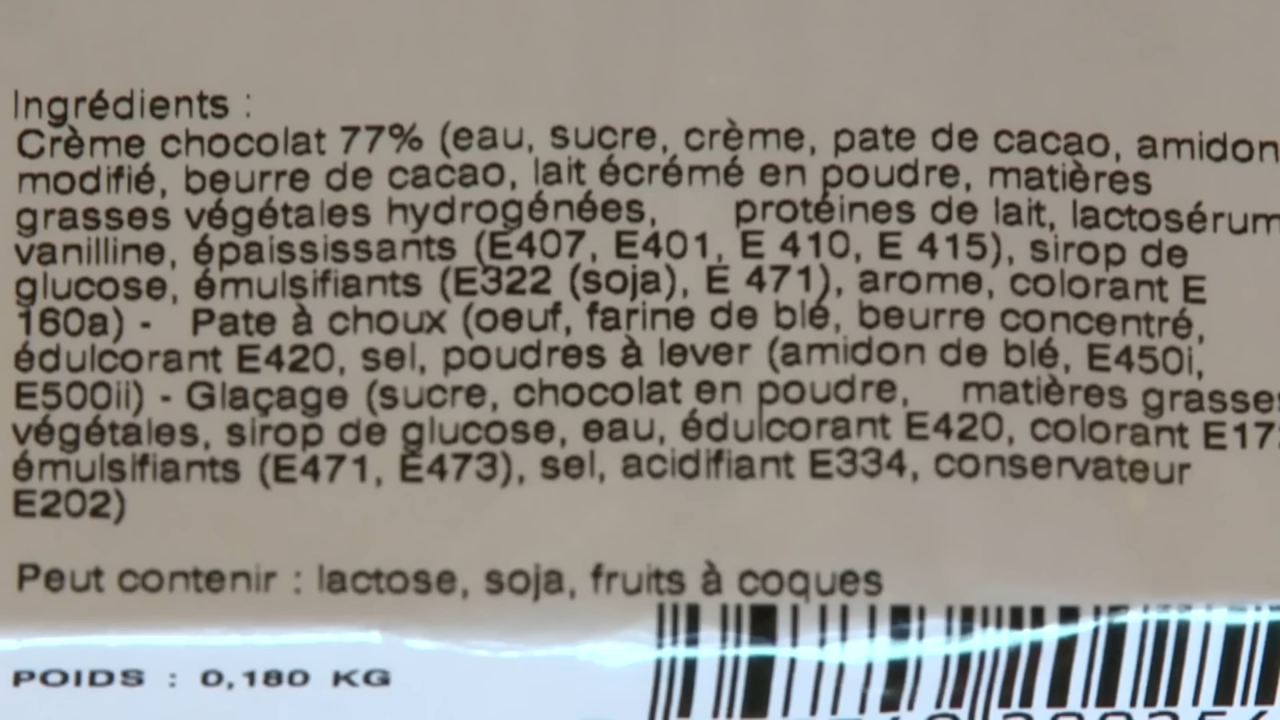 Ingrédients :
Crème chocolat 77% (eau, sucre, crème, pate de cacao, amidon
modifié, beurre de cacao, lait écrémé en poudre, matières
grasses végétales hydrogénées, protéines de lait, lactosérum
vanilline, épaississants (E407, E401, E 410, E 415), sirop de
glucose, émulsifiants (E322 (soja), E 471), arome, colorant E
160a) - Pate à choux (oeuf, farine de blé, beurre concentré,
édulcorant E420, sel, poudres à lever (amidon de blé, E450i,
E500ii) - Glaçage (sucre, chocolat en poudre, matières grasses
végétales, sirop de glucose, eau, édulcorant E420, colorant
émulsifiants (E471, E473), sel, acidifiant E334, conservateur
E202)
Peut contenir : lactose, soja, fruits à coques
POIDS : 0,180 KG